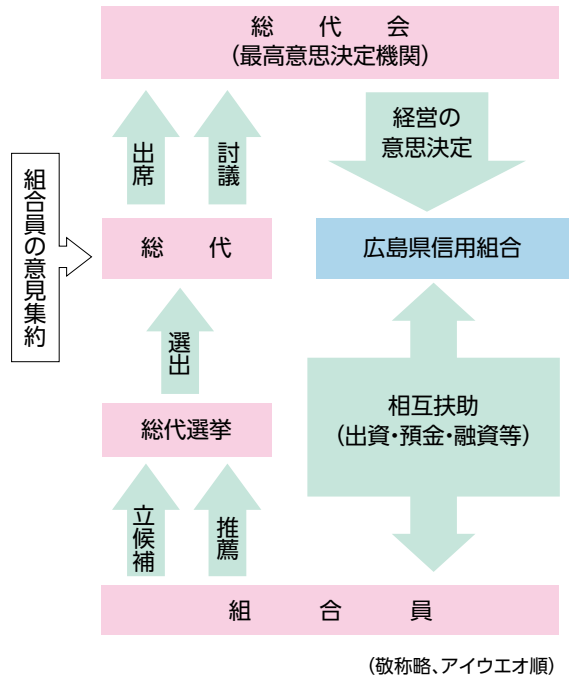 総代会
(最高意思決定機関)
出席
討議
経営の
意思決定
組合員の意見集約
総代
広島県信用組合
選出
相互扶助
(出資・預金・融資等)
総代選挙
立候補
推薦
組合員
(敬称略、アイウエオ順)